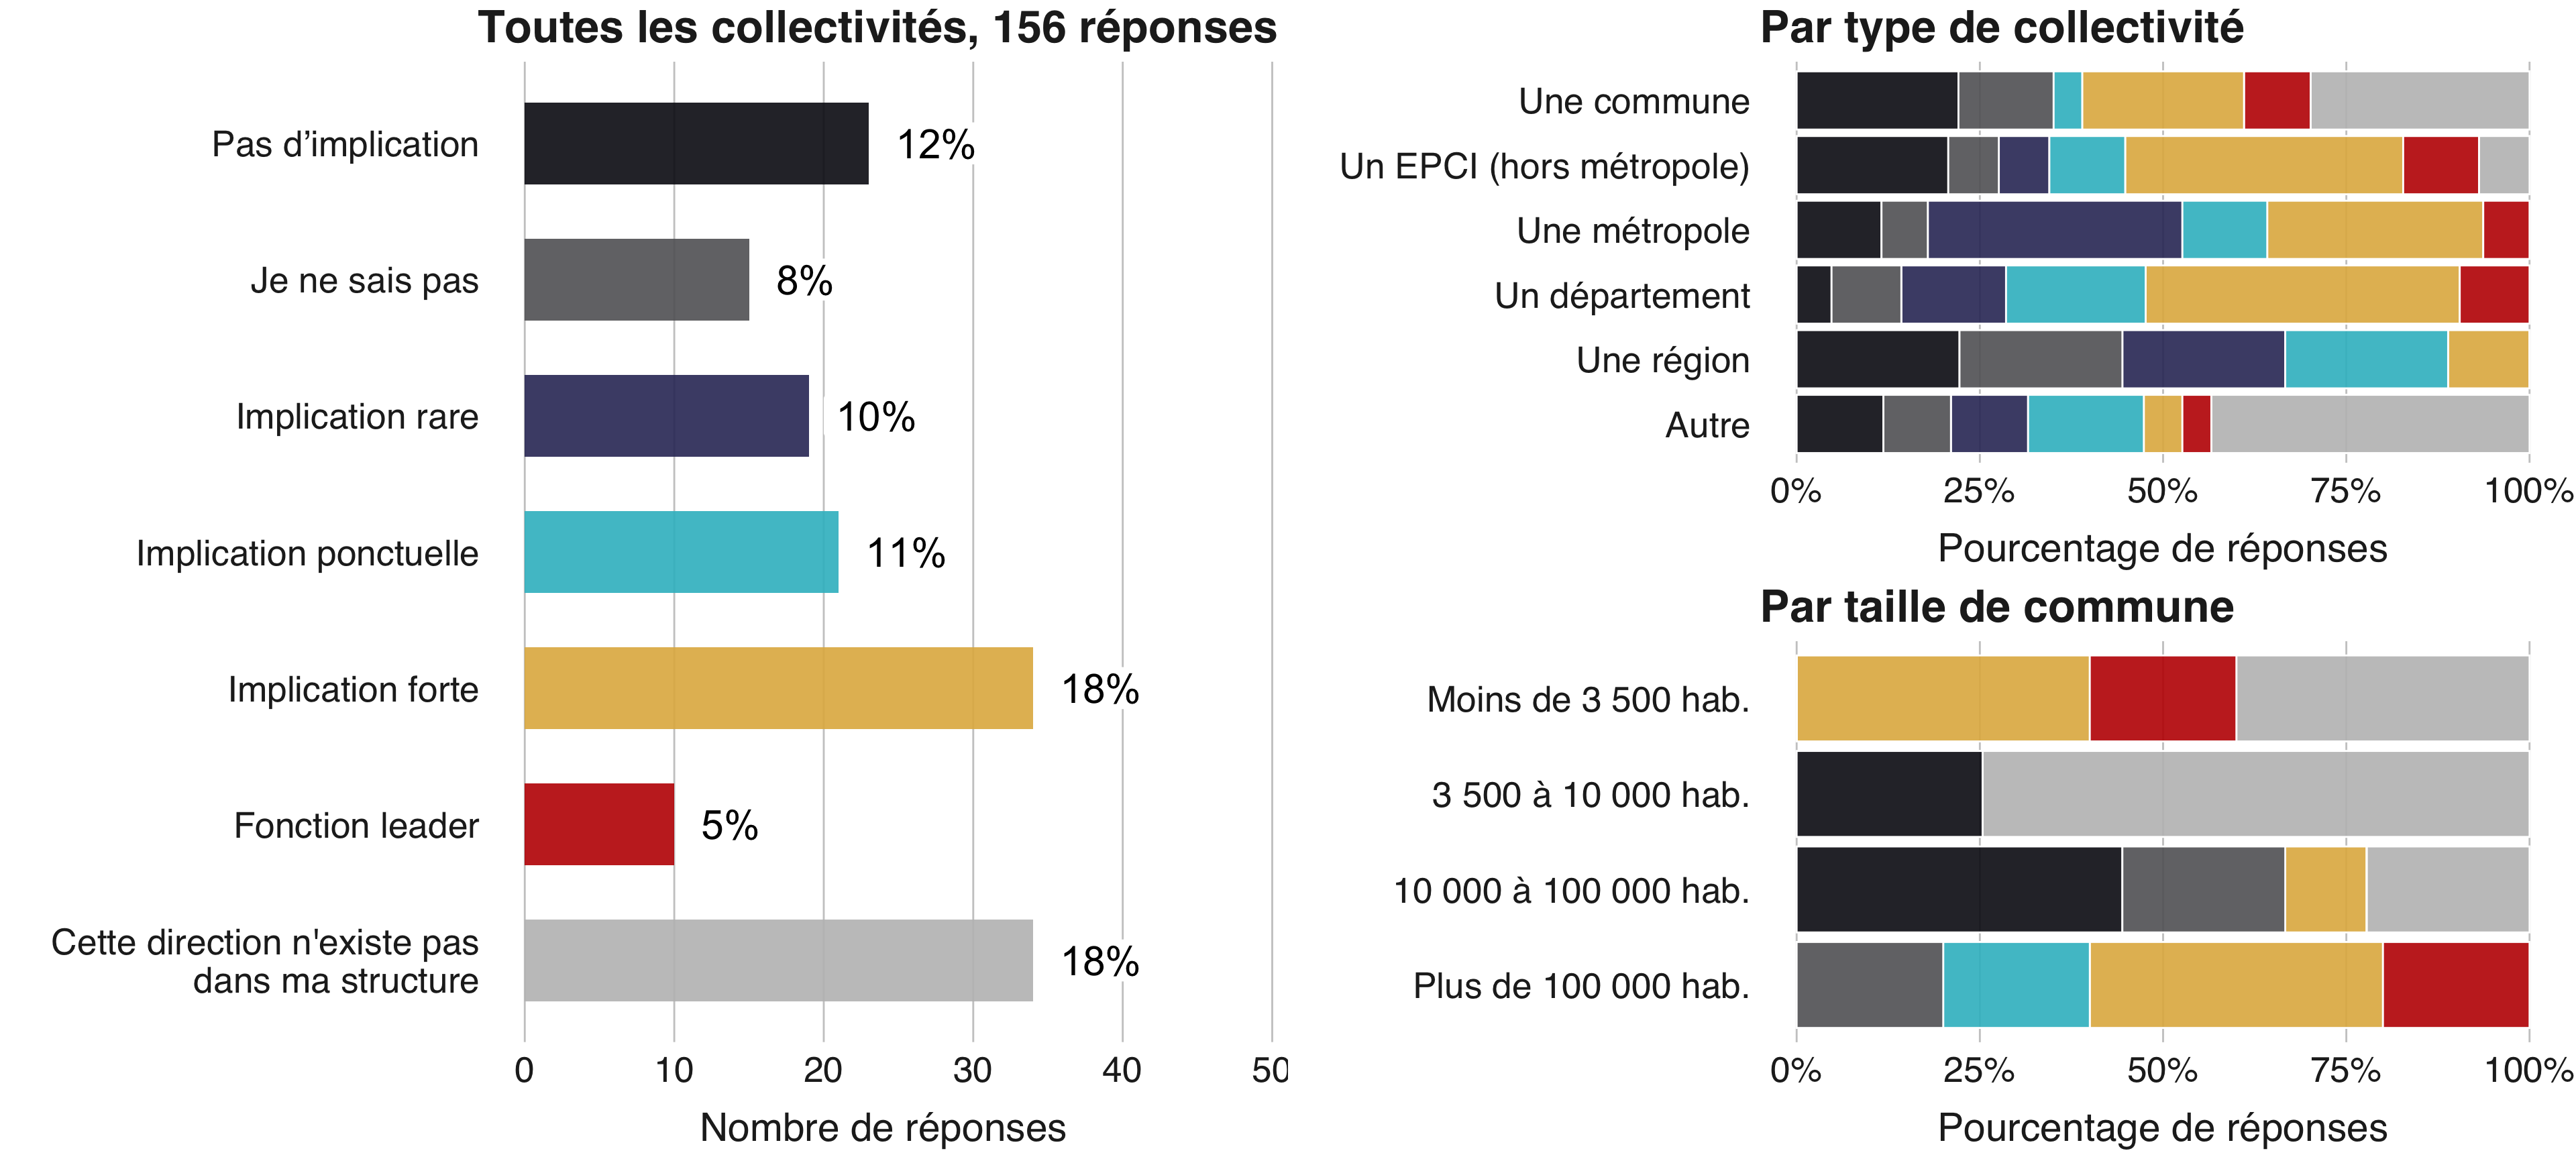 Toutes les collectivités, 156 réponses
Pas d’implication
12%
Je ne sais pas
8%
Implication rare
10%
Implication ponctuelle
11%
Implication forte
18%
Fonction leader
5%
Cette direction n'existe pas
dans ma structure
18%
0 10 20 30 40 50
Nombre de réponses
Par type de collectivité
Une commune
Un EPCI (hors métropole)
Une métropole
Un département
Une région
Autre
0% 25% 50% 75% 100%
Pourcentage de réponses
Par taille de commune
Moins de 3 500 hab.
3 500 à 10 000 hab.
10 000 à 100 000 hab.
Plus de 100 000 hab.
0% 25% 50% 75% 100%
Pourcentage de réponses